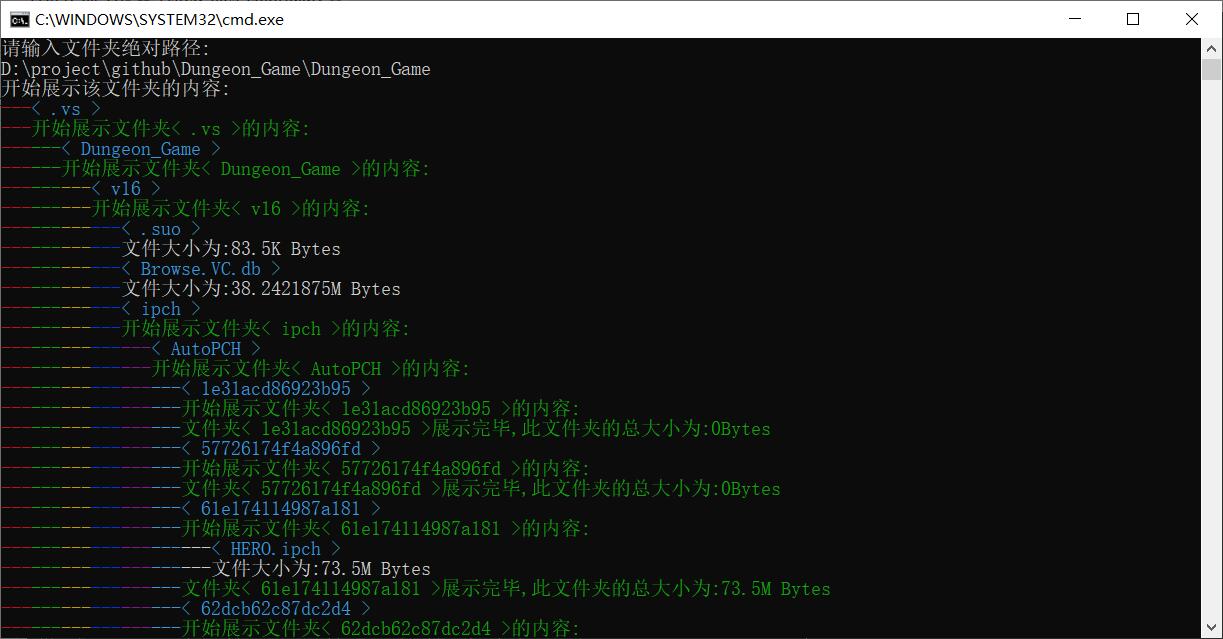 C:\WINDOWS\SYSTEM32\cmd.exe
请输入文件夹绝对路径:
D:\project\github\Dungeon_Game\Dungeon_Game
开始展示该文件夹的内容:
---< .vs >
---开始展示文件夹< .vs >的内容:
------< Dungeon_Game >
------开始展示文件夹< Dungeon_Game >的内容:
---------< v16 >
---------开始展示文件夹< v16 >的内容:
------------< .suo >
------------文件大小为:83.5K Bytes
------------< Browse.VC.db >
------------文件大小为:38.2421875M Bytes
------------< ipch >
------------开始展示文件夹< ipch >的内容:
---------------< AutoPCH >
---------------开始展示文件夹< AutoPCH >的内容:
------------------< 1e31acd86923b95 >
------------------开始展示文件夹< 1e31acd86923b95 >的内容:
------------------文件夹< 1e31acd86923b95 >展示完毕,此文件夹的总大小为:0Bytes
------------------< 57726174f4a896fd >
------------------开始展示文件夹< 57726174f4a896fd >的内容:
------------------文件夹< 57726174f4a896fd >展示完毕,此文件夹的总大小为:0Bytes
------------------< 61e174114987a181 >
------------------开始展示文件夹< 61e174114987a181 >的内容:
---------------------< HERO.ipch >
---------------------文件大小为:73.5M Bytes
------------------文件夹< 61e174114987a181 >展示完毕,此文件夹的总大小为:73.5M Bytes
------------------< 62dcb62c87dc2d4 >
------------------开始展示文件夹< 62dcb62c87dc2d4 >的内容: